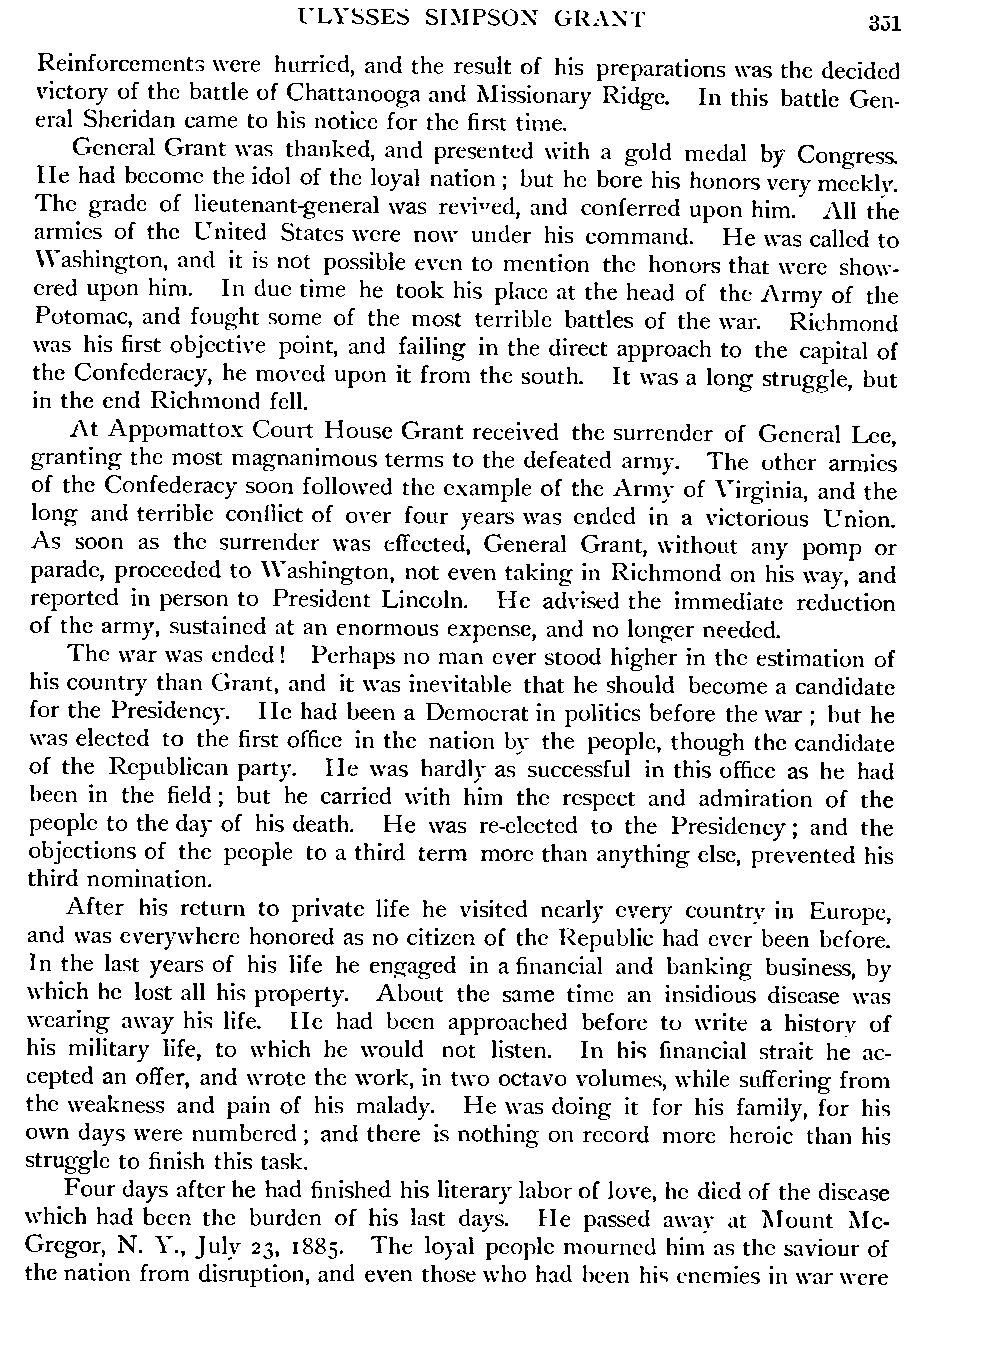 ULYSSES SIMPSON GRANT 351
Reinforcements were hurried, and the result of his preparations was the decided
victory of the battle of Chattanooga and Missionary Ridge. In this battle Gen-
eral Sheridan came to his notice for the first time.
General Grant was thanked, and presented with a gold medal by Congress.
He had become the idol of the loyal nation ; but he bore his honors very meekly.
The grade of lieutenant-general was revived, and conferred upon him. All the
armies of the United States were now under his command. He was called to
Washington, and it is not possible even to mention the honors that were show-
ered upon him. In due time he took his place at the head of the Army of the
Potomac, and fought some of the most terrible battles of the war. Richmond
was his first objective point, and failing in the direct approach to the capital of
the Confederacy, he moved upon it from the south. It was a long struggle, but
in the end Richmond fell.
At Appomattox Court House Grant received the surrender of General Lee,
granting the most magnanimous terms to the defeated army. The other armies
of the Confederacy soon followed the example of the Army of Virginia, and the
long and terrible conflict of over four years was ended in a victorious Union.
As soon as the surrender was effected, General Grant, without any pomp or
parade, proceeded to Washington, not even taking in Richmond on his way, and
reported in person to President Lincoln. He advised the immediate reduction
of the army, sustained at an enormous expense, and no longer needed.
The war was ended! Perhaps no man ever stood higher in the estimation of
his country than Grant, and it was inevitable that he should become a candidate
for the Presidency. He had been a Democrat in politics before the war ; but he
was elected to the first office in the nation by the people, though the candidate
of the Republican party. He was hardly as successful in this office as he had
been in the field ; but he carried with him the respect and admiration of the
people to the day of his death. He was re-elected to the Presidency ; and the
objections of the people to a third term more than anything else, prevented his
third nomination.
After his return to private life he visited nearly every country in Europe,
and was everywhere honored as no citizen of the Republic had ever been before.
In the last years of his life he engaged in a financial and banking business, by
which he lost all his property. About the same time an insidious disease was
wearing away his life. He had been approached before to write a history of
his military life, to which he would not listen. In his financial strait he ac-
cepted an offer, and wrote the work, in two octavo volumes, while suffering from
the weakness and pain of his malady. He was doing it for his family, for his
own days were numbered ; and there is nothing on record more heroic than his
struggle to finish this task.
Four days after he had finished his literary labor of love, he died of the disease
which had been the burden of his last days. He passed away at Mount Mc-
Gregor, N. Y., July 23, 1885. The loyal people mourned him as the saviour of
the nation from disruption, and even those who had been his enemies in war were